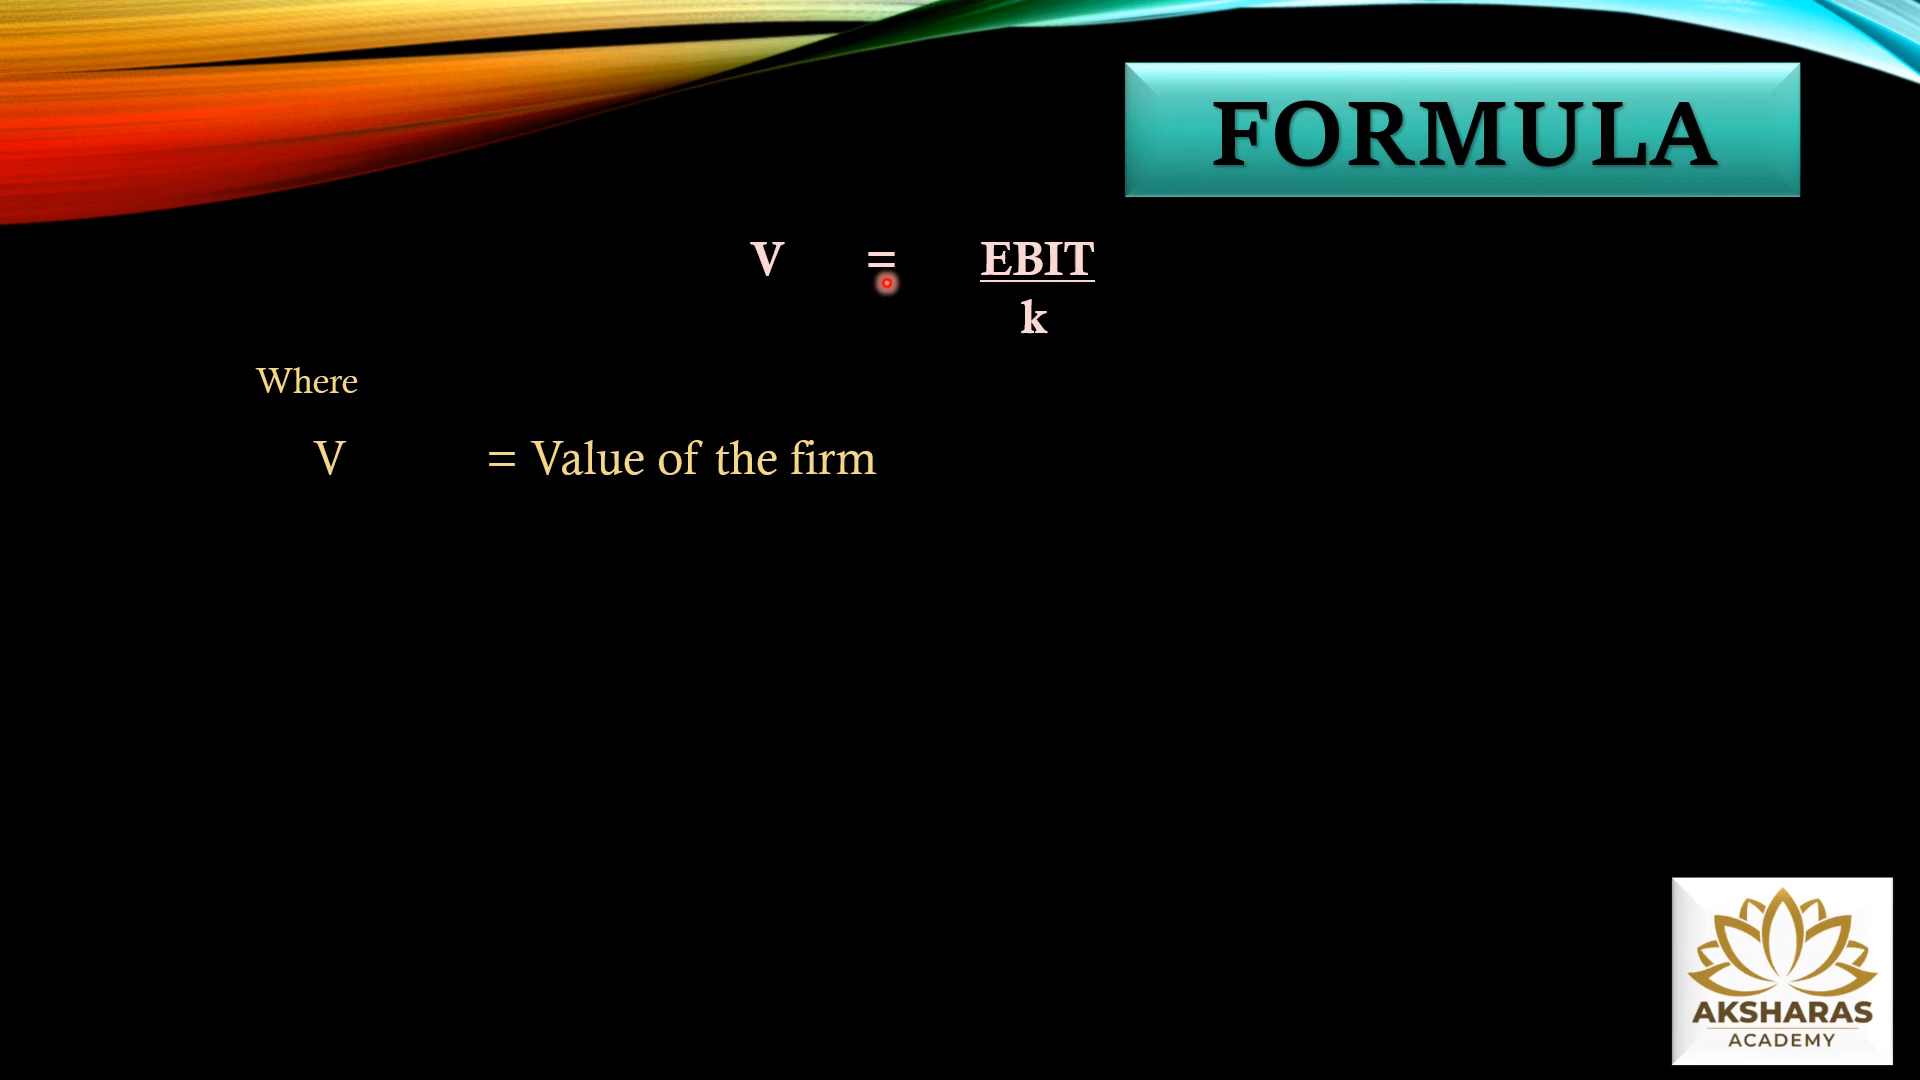 FORMULA
V = EBIT
k
Where
V = Value of the firm
AKSHARAS
ACADEMY